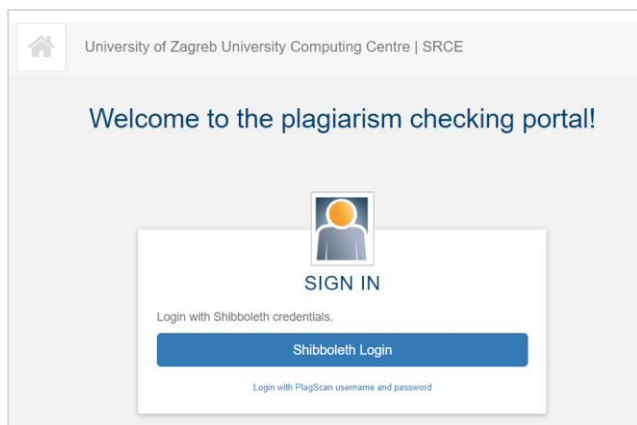 University of Zagreb University Computing Centre | SRCE
Welcome to the plagiarism checking portal!
SIGN IN
Login with Shibboleth credentials.
Shibboleth Login
Login with PlagScan username and password